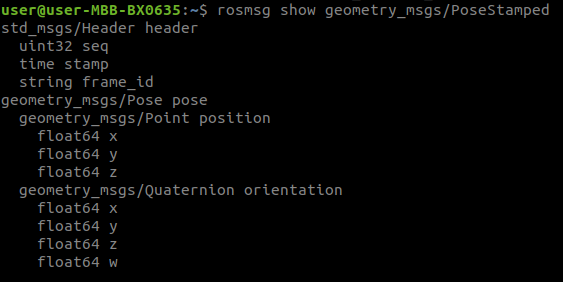 user@user-MBB-BX0635:~$ rosmsg show geometry_msgs/PoseStamped
std_msgs/Header header
  uint32 seq
  time stamp
  string frame_id
geometry_msgs/Pose pose
  geometry_msgs/Point position
    float64 x
    float64 y
    float64 z
  geometry_msgs/Quaternion orientation
    float64 x
    float64 y
    float64 z
    float64 w